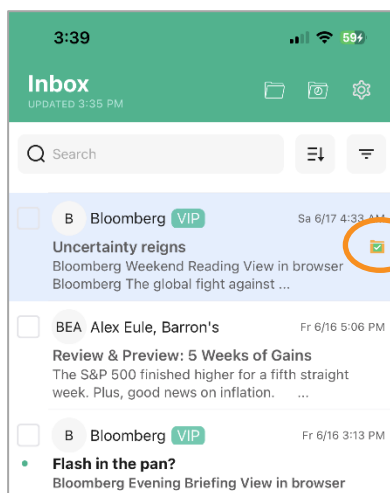 3:39
59
Inbox
UPDATED 3:35 PM
Search
B Bloomberg VIP Sa 6/17 4:33 AM
Uncertainty reigns
Bloomberg Weekend Reading View in browser
Bloomberg The global fight against ...
BEA Alex Eule, Barron's Fr 6/16 5:06 PM
Review & Preview: 5 Weeks of Gains
The S&P 500 finished higher for a fifth straight
week. Plus, good news on inflation. ...
B Bloomberg VIP Fr 6/16 3:13 PM
Flash in the pan?
Bloomberg Evening Briefing View in browser